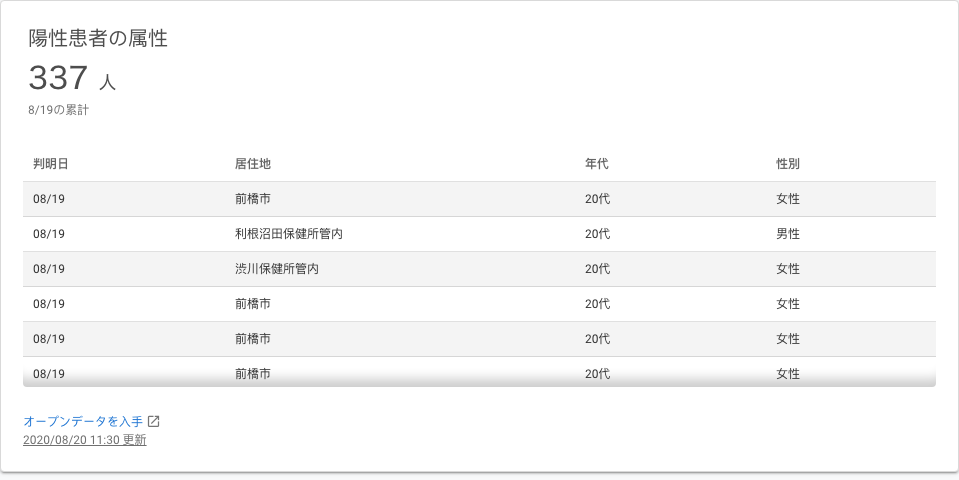 陽性患者の属性
337 人
8/19の累計
判明日 居住地 年代 性別
08/19 前橋市 20代 女性
08/19 利根沼田保健所管内 20代 男性
08/19 渋川保健所管内 20代 女性
08/19 前橋市 20代 女性
08/19 前橋市 20代 女性
08/19 前橋市 20代 女性
オープンデータを入手
2020/08/20 11:30 更新